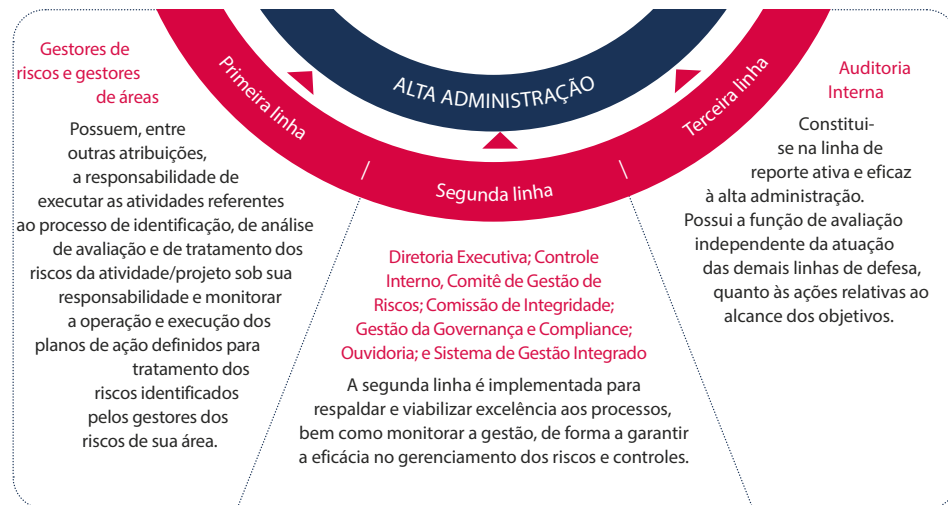 ALTA ADMINISTRAÇÃO
Primeira linha
Segunda linha
Terceira linha
Gestores de
riscos e gestores
de áreas
Possuem, entre
outras atribuições,
a responsabilidade de
executar as atividades referentes
ao processo de identificação, de análise
de avaliação e de tratamento dos
riscos da atividade/projeto sob sua
responsabilidade e monitorar
a operação e execução dos
planos de ação definidos para
tratamento dos
riscos identificados
pelos gestores dos
riscos de sua área.
Diretoria Executiva; Controle
Interno, Comitê de Gestão de
Riscos; Comissão de Integridade;
Gestão da Governança e Compliance;
Ouvidoria; e Sistema de Gestão Integrado
A segunda linha é implementada para
respaldar e viabilizar excelência aos processos,
bem como monitorar a gestão, de forma a garantir
a eficácia no gerenciamento dos riscos e controles.
Auditoria
Interna
Constitui-
se na linha de
reporte ativa e eficaz
à alta administração.
Possui a função de avaliação
independente da atuação
das demais linhas de defesa,
quanto às ações relativas ao
alcance dos objetivos.